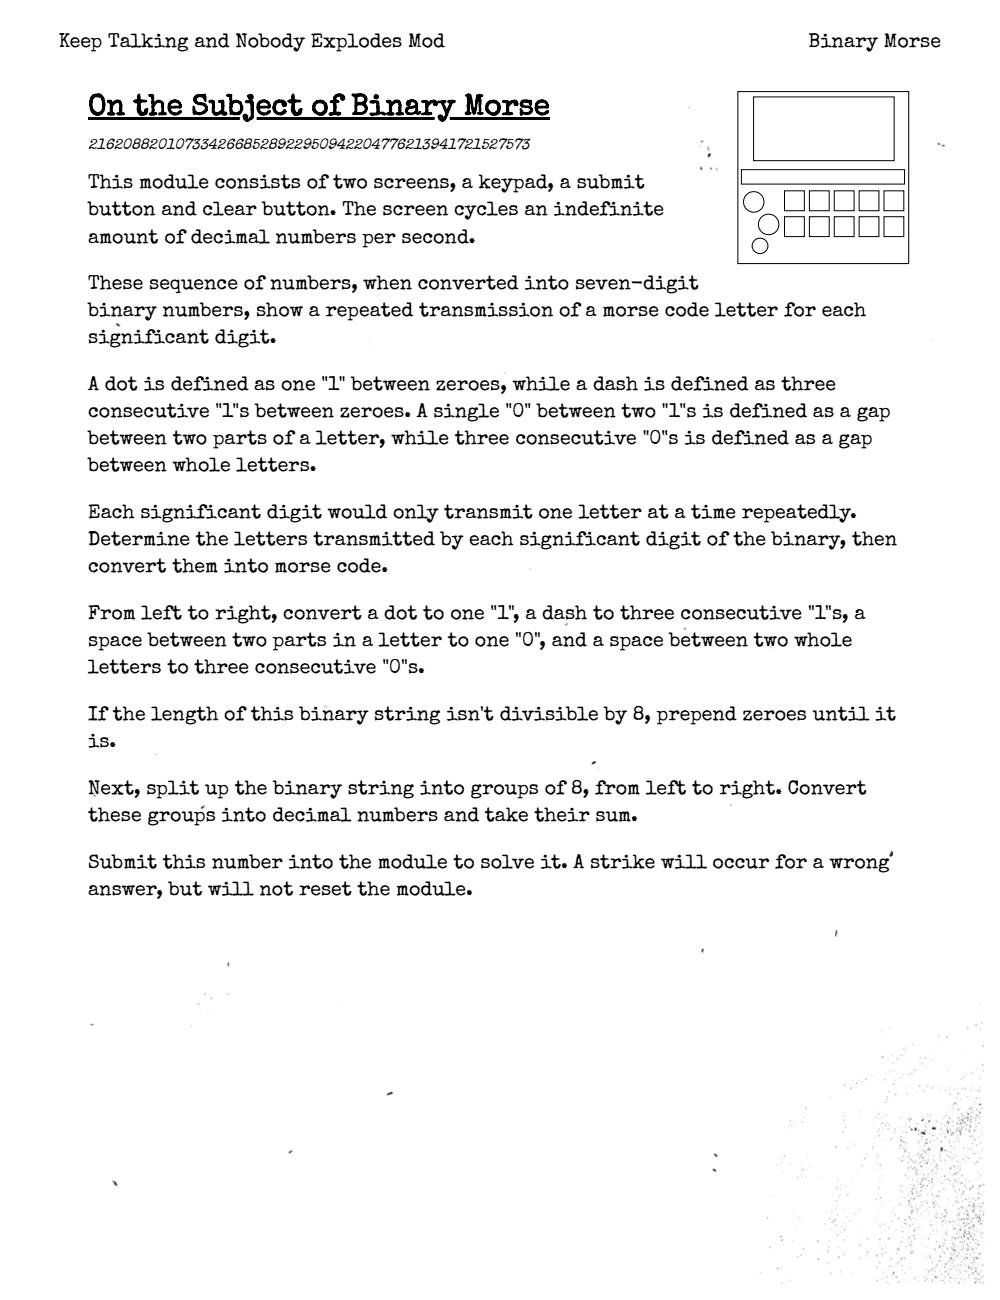 Keep Talking and Nobody Explodes Mod
Binary Morse
On the Subject of Binary Morse
21620882010733426685289229509422047762139417215​27573
This module consists of two screens, a keypad, a submit
button and clear button. The screen cycles an indefinite
amount of decimal numbers per second.
These sequence of numbers, when converted into seven-digit
binary numbers, show a repeated transmission of a morse code letter for each
significant digit.
A dot is defined as one "1" between zeroes, while a dash is defined as three
consecutive "1"s between zeroes. A single "0" between two "1"s is defined as a gap
between two parts of a letter, while three consecutive "0"s is defined as a gap
between whole letters.
Each significant digit would only transmit one letter at a time repeatedly.
Determine the letters transmitted by each significant digit of the binary, then
convert them into morse code.
From left to right, convert a dot to one "1", a dash to three consecutive "1"s, a
space between two parts in a letter to one "0", and a space between two whole
letters to three consecutive "0"s.
If the length of this binary string isn't divisible by 8, prepend zeroes until it
is.
Next, split up the binary string into groups of 8, from left to right. Convert
these groups into decimal numbers and take their sum.
Submit this number into the module to solve it. A strike will occur for a wrong
answer, but will not reset the module.